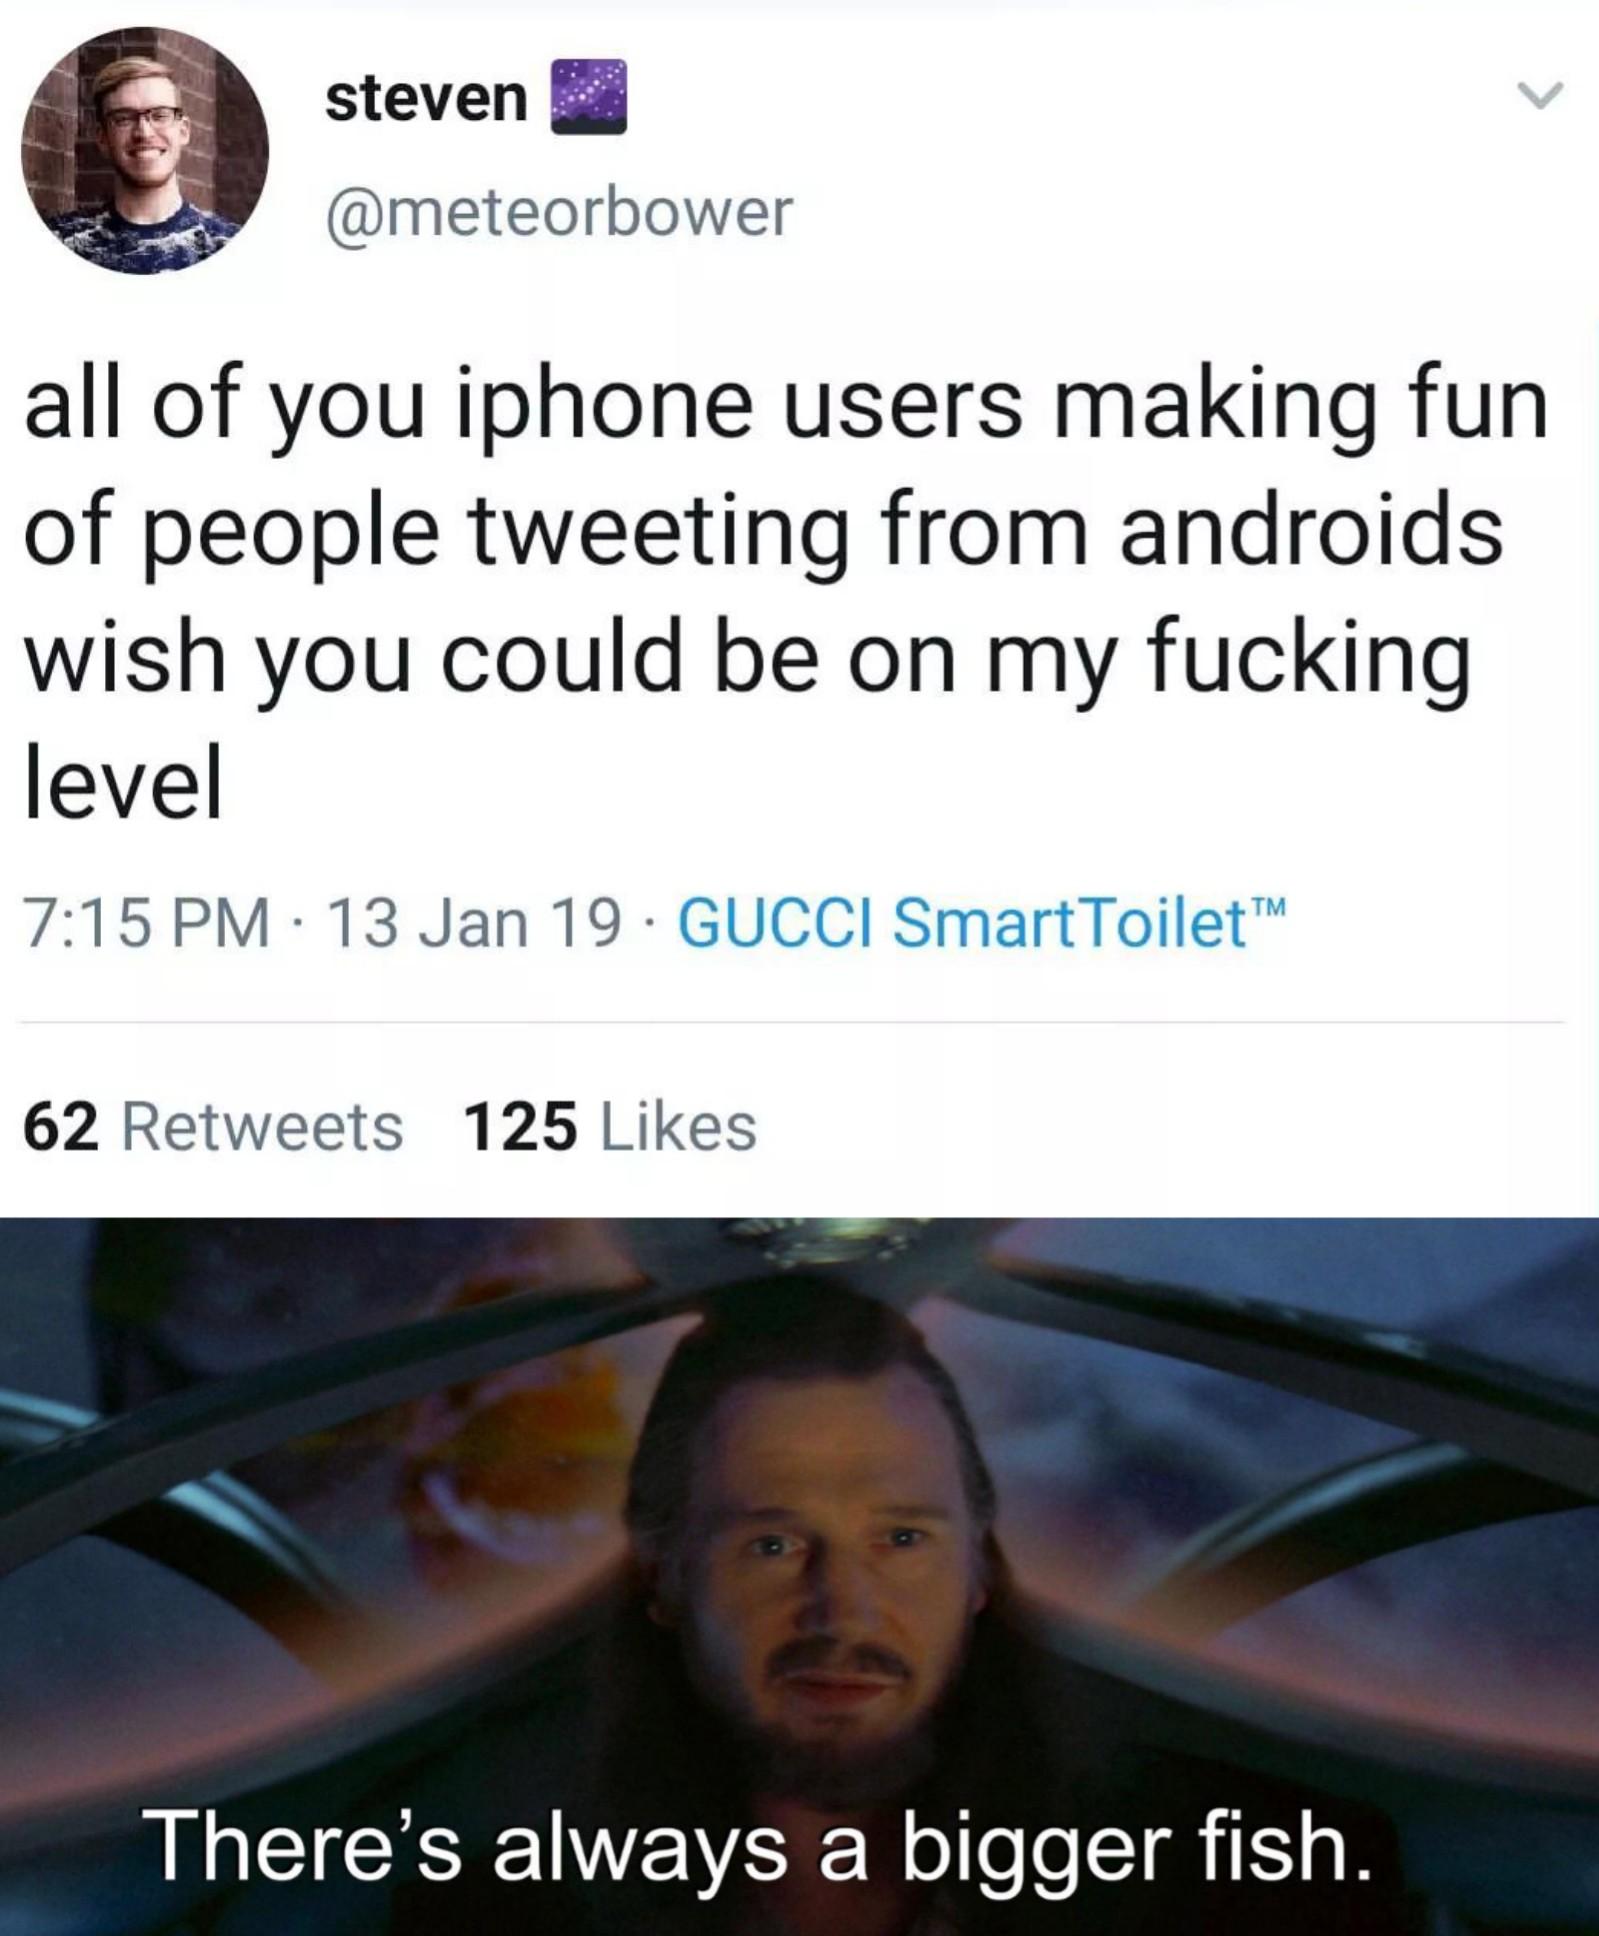 steven
@meteorbower
all of you iphone users making fun
of people tweeting from androids
wish you could be on my fucking
level
7:15 PM · 13 Jan 19 · GUCCI SmartToilet™
62 Retweets 125 Likes
There's always a bigger fish.